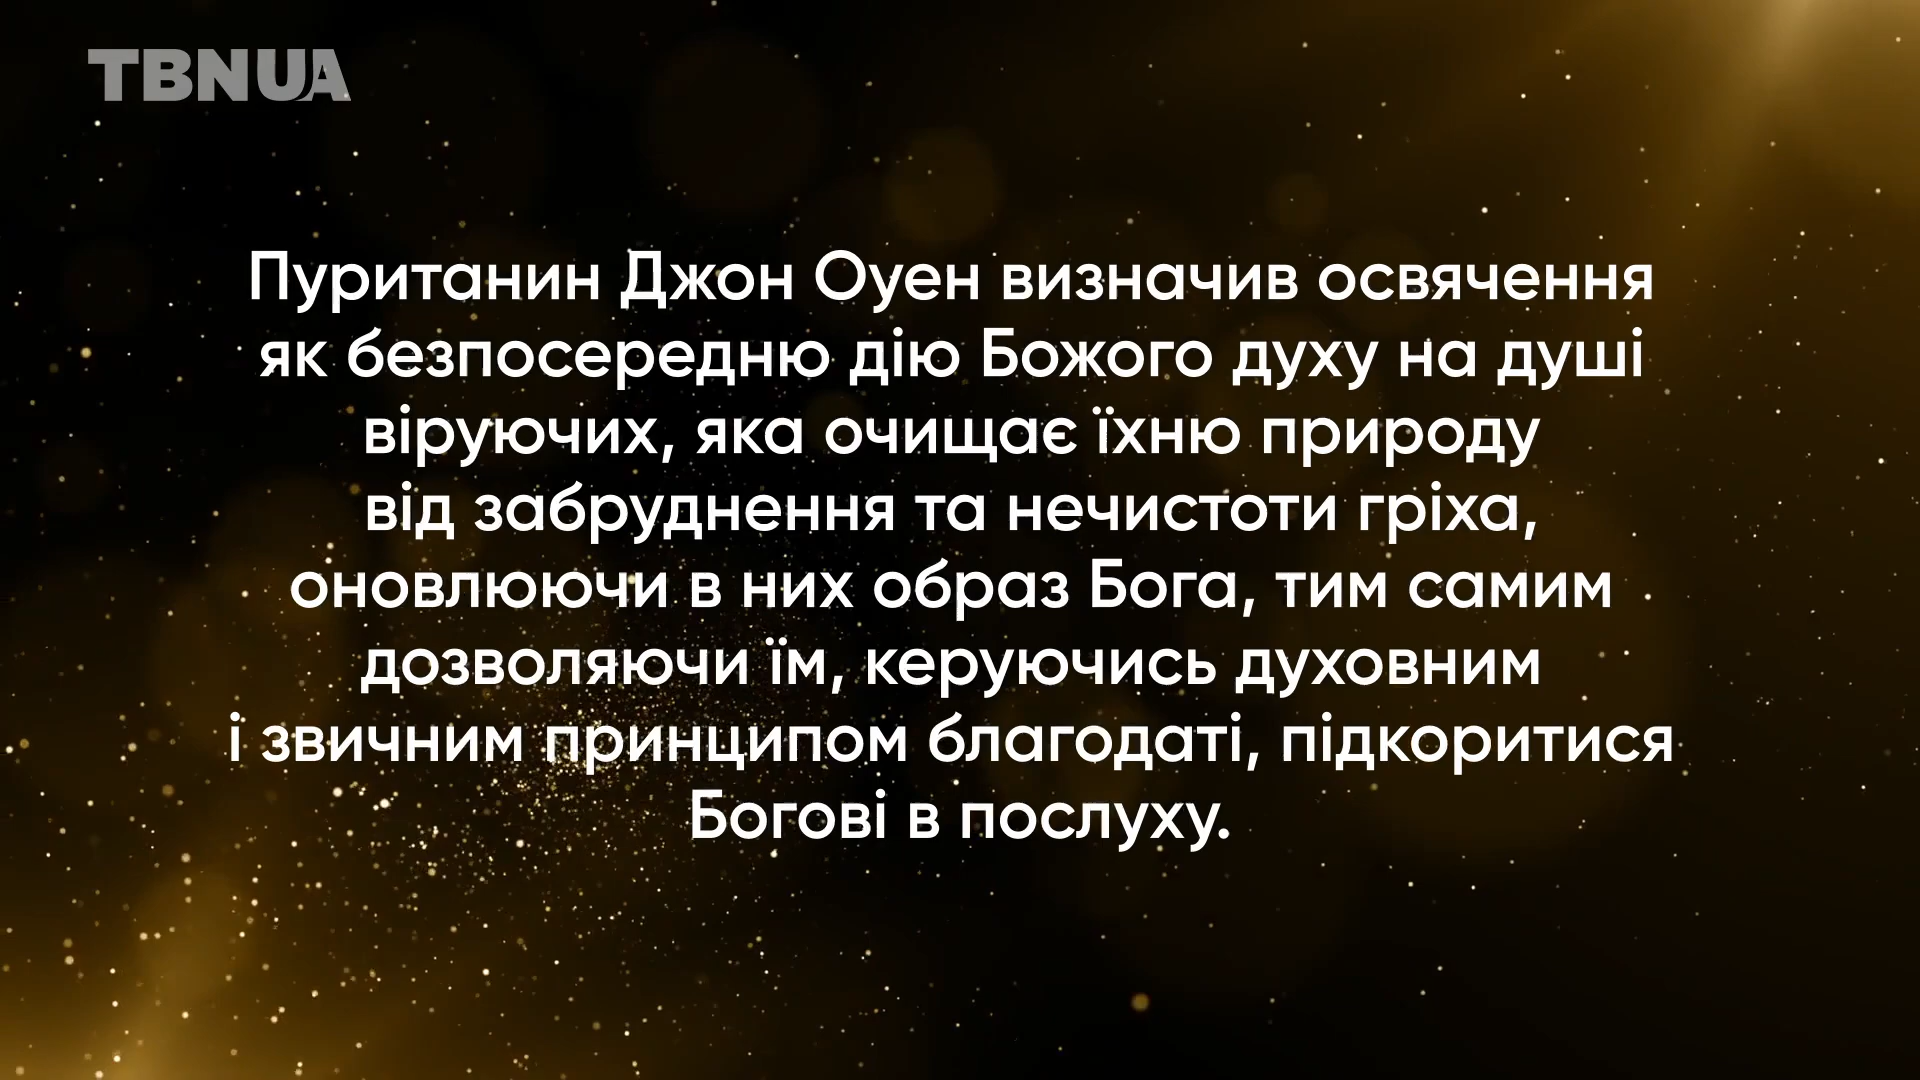 TBNUA
Пуританин Джон Оуен визначив освячення
як безпосередню дію Божого духу на душі
віруючих, яка очищає їхню природу
від забруднення та нечистоти гріха,
оновлюючи в них образ Бога, тим самим
дозволяючи їм, керуючись духовним
і звичним принципом благодаті, підкоритися
Богові в послуху.